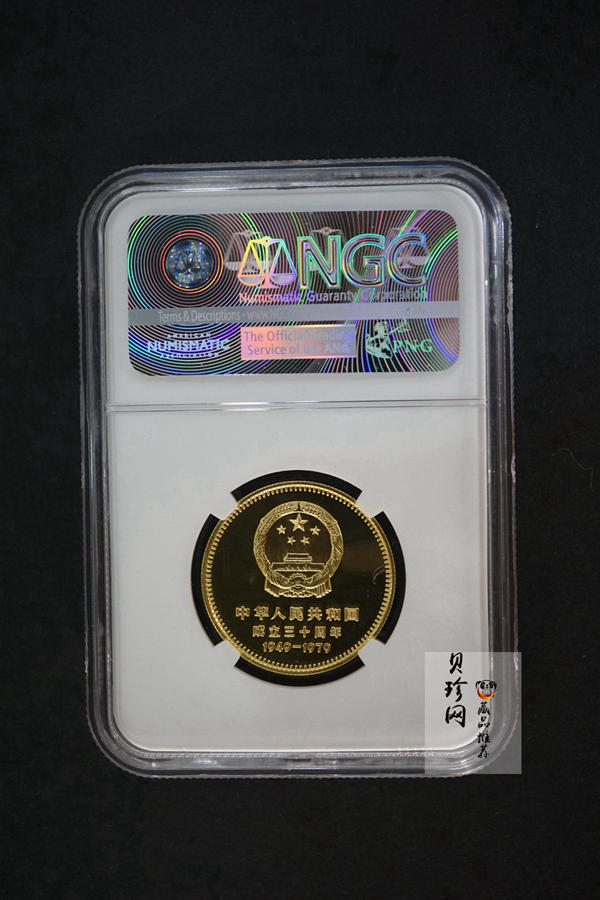 NGC
Numismatic Guaranty Corporation
Terms & Descriptions - www.NGC
NUMISMATIC
The Official Grading
Service of the ANA
PNG
中华人民共和国
成立三十周年
1949-1979
贝珍网
藏品
推荐